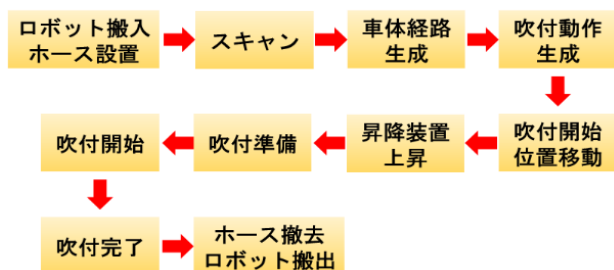 ロボット搬入
ホース設置
スキャン
車体経路
生成
吹付動作
生成
吹付開始
位置移動
昇降装置
上昇
吹付準備
吹付開始
吹付完了
ホース撤去
ロボット搬出